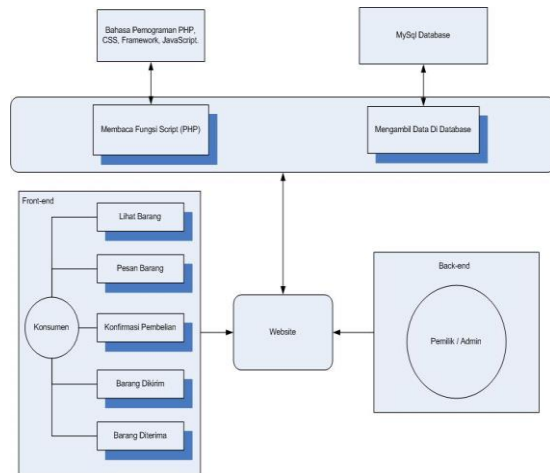 Bahasa Pemograman PHP,
CSS, Framework, JavaScript.
MySql Database
Membaca Fungsi Script (PHP)
Mengambil Data Di Database
Front-end
Lihat Barang
Pesan Barang
Konsumen
Konfirmasi Pembelian
Barang Dikirim
Barang Diterima
Website
Back-end
Pemilik / Admin